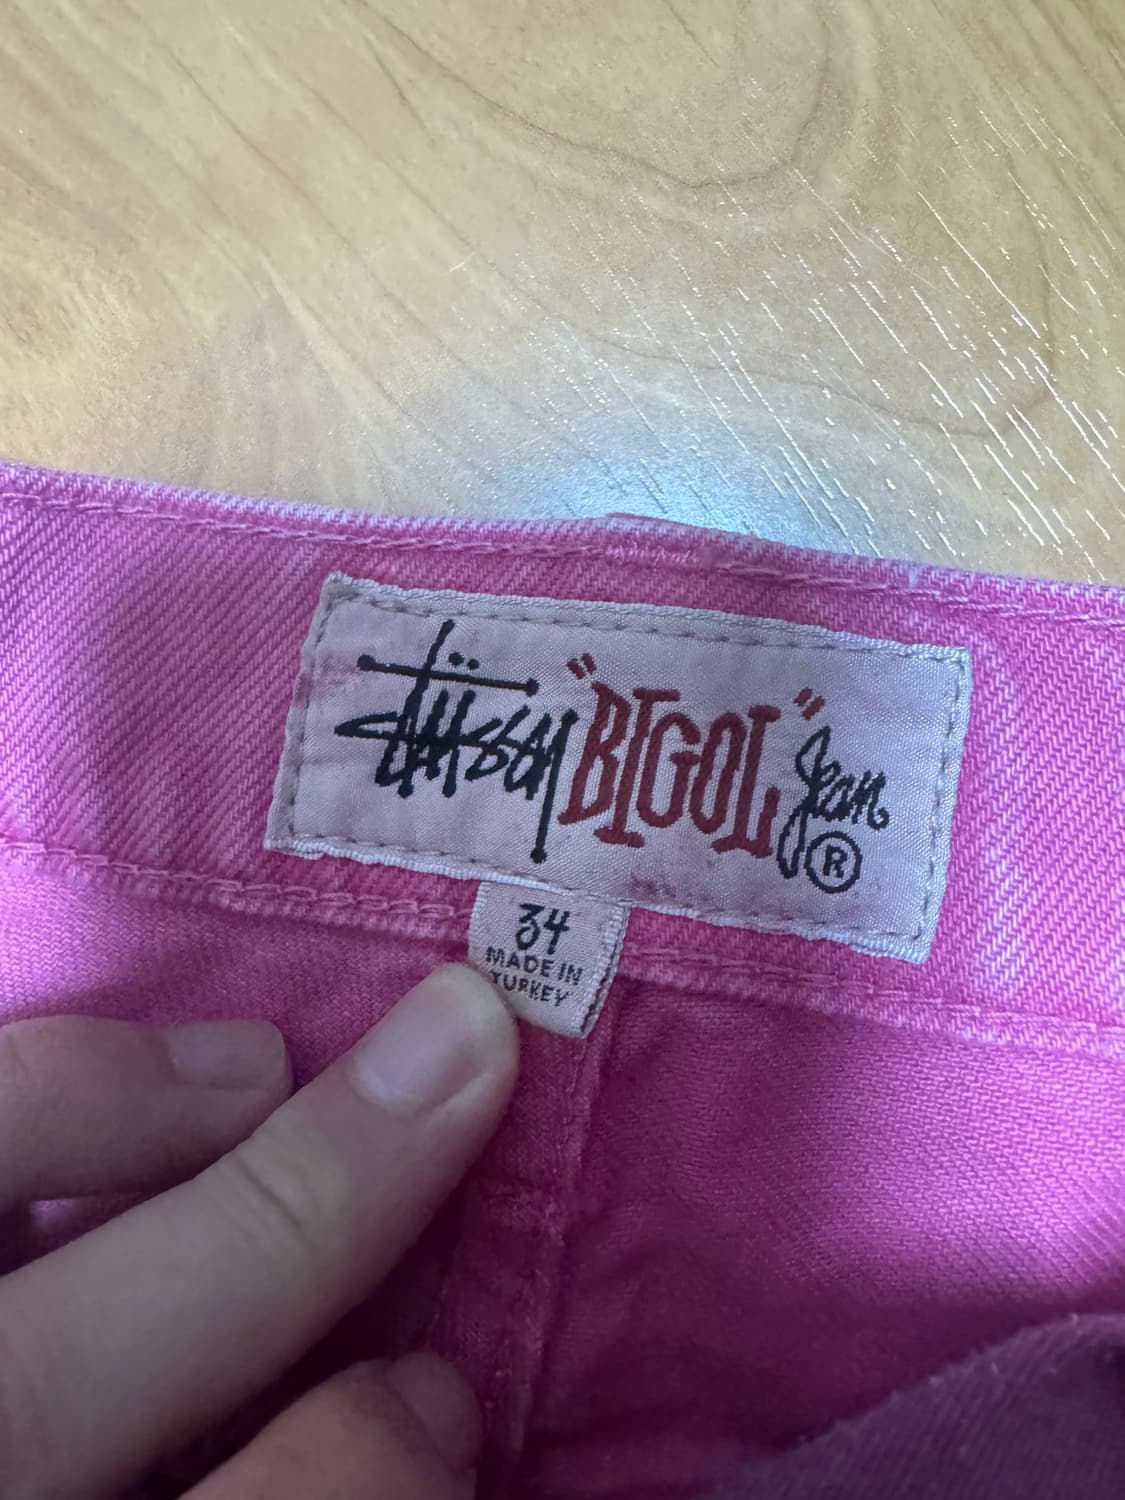 Stüssy "BIGOL" Jean ®
34
MADE IN
TURKEY